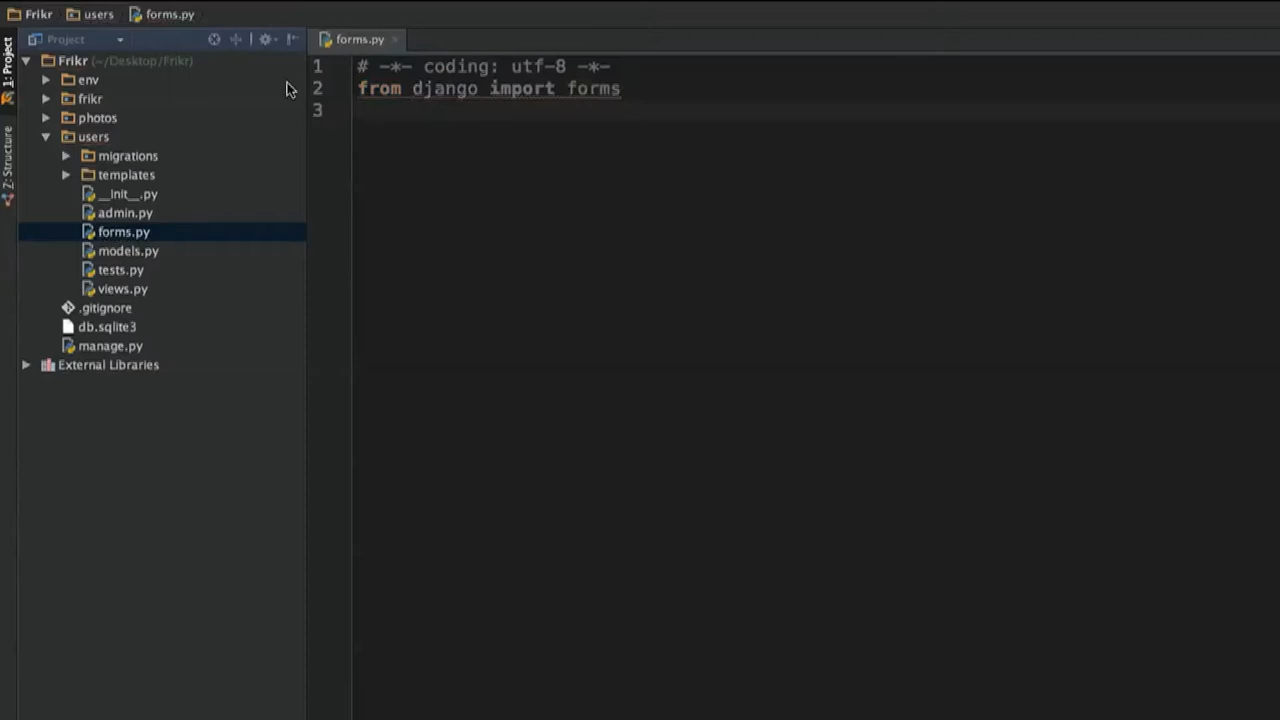 Frikr users forms.py
1: Project
Z: Structure
Project
Frikr (~/Desktop/Frikr)
env
frikr
photos
users
migrations
templates
__init__.py
admin.py
forms.py
models.py
tests.py
views.py
.gitignore
db.sqlite3
manage.py
External Libraries
forms.py
1 # -*- coding: utf-8 -*-
2 from django import forms
3